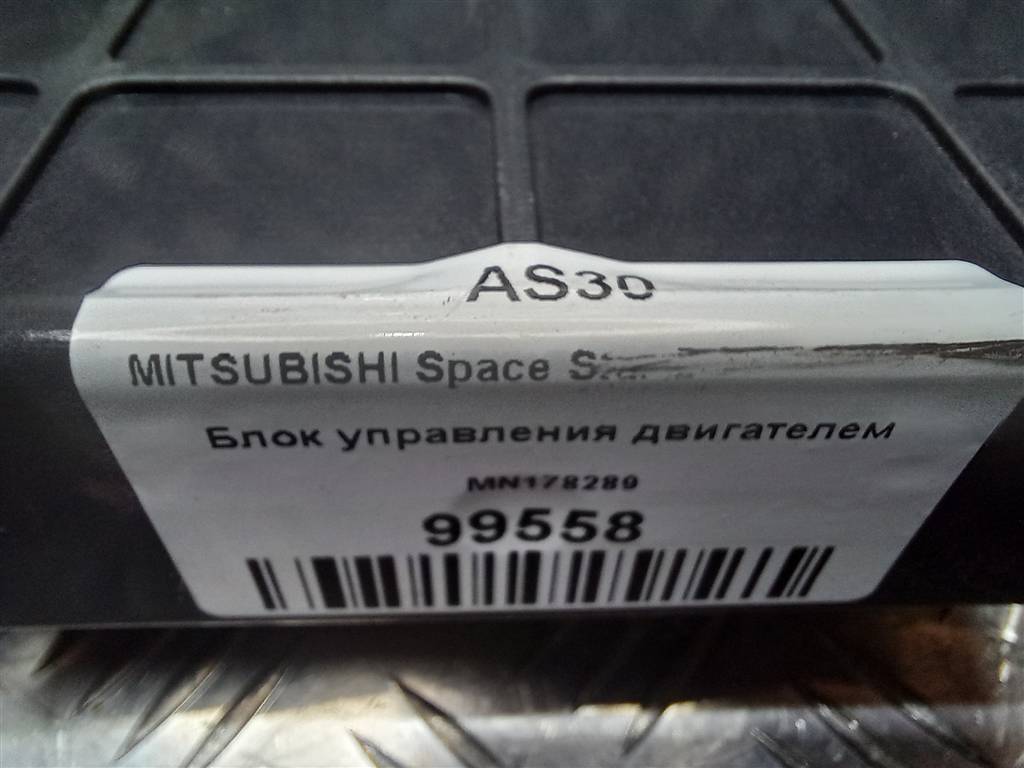 AS30
MITSUBISHI Space
Блок управления двигателем
MN178289
99558